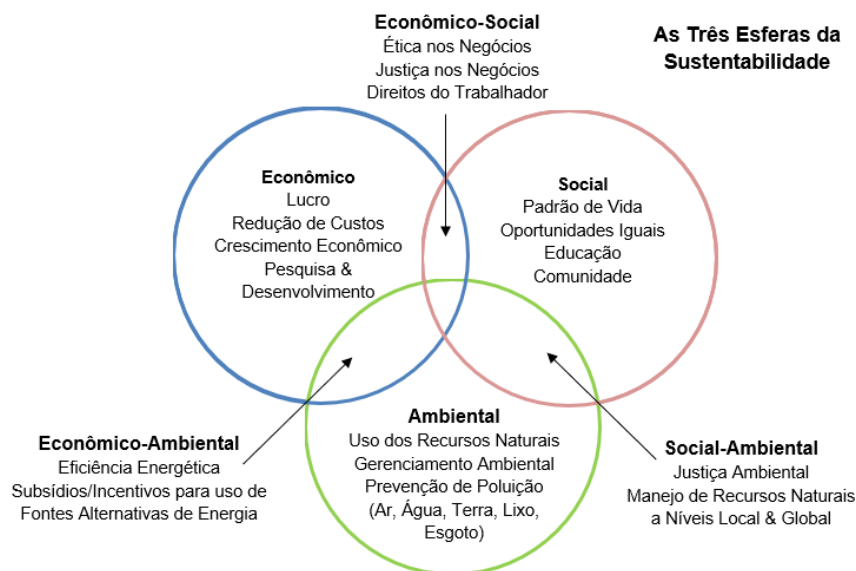 As Três Esferas da
Sustentabilidade
Econômico-Social
Ética nos Negócios
Justiça nos Negócios
Direitos do Trabalhador
Econômico
Lucro
Redução de Custos
Crescimento Econômico
Pesquisa &
Desenvolvimento
Social
Padrão de Vida
Oportunidades Iguais
Educação
Comunidade
Econômico-Ambiental
Eficiência Energética
Subsídios/Incentivos para uso de
Fontes Alternativas de Energia
Ambiental
Uso dos Recursos Naturais
Gerenciamento Ambiental
Prevenção de Poluição
(Ar, Água, Terra, Lixo,
Esgoto)
Social-Ambiental
Justiça Ambiental
Manejo de Recursos Naturais
a Níveis Local & Global